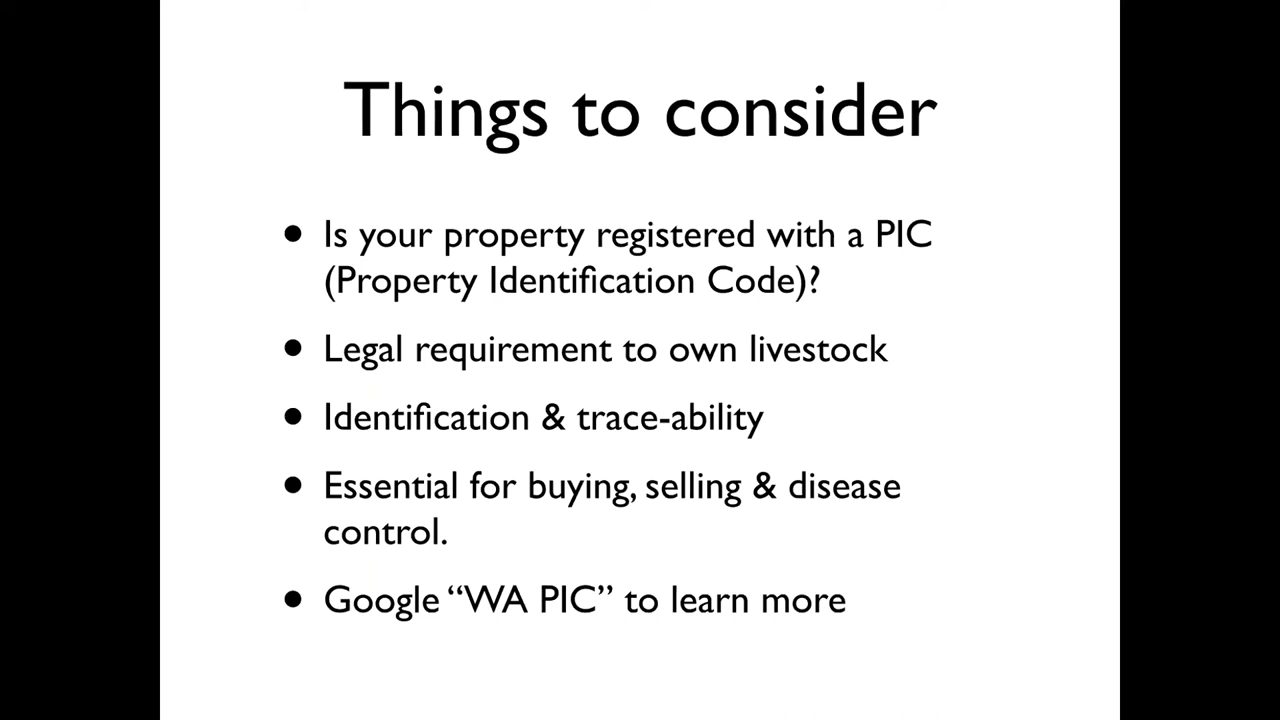 Things to consider
• Is your property registered with a PIC
(Property Identification Code)?
• Legal requirement to own livestock
• Identification & trace-ability
• Essential for buying, selling & disease
control.
• Google “WA PIC” to learn more